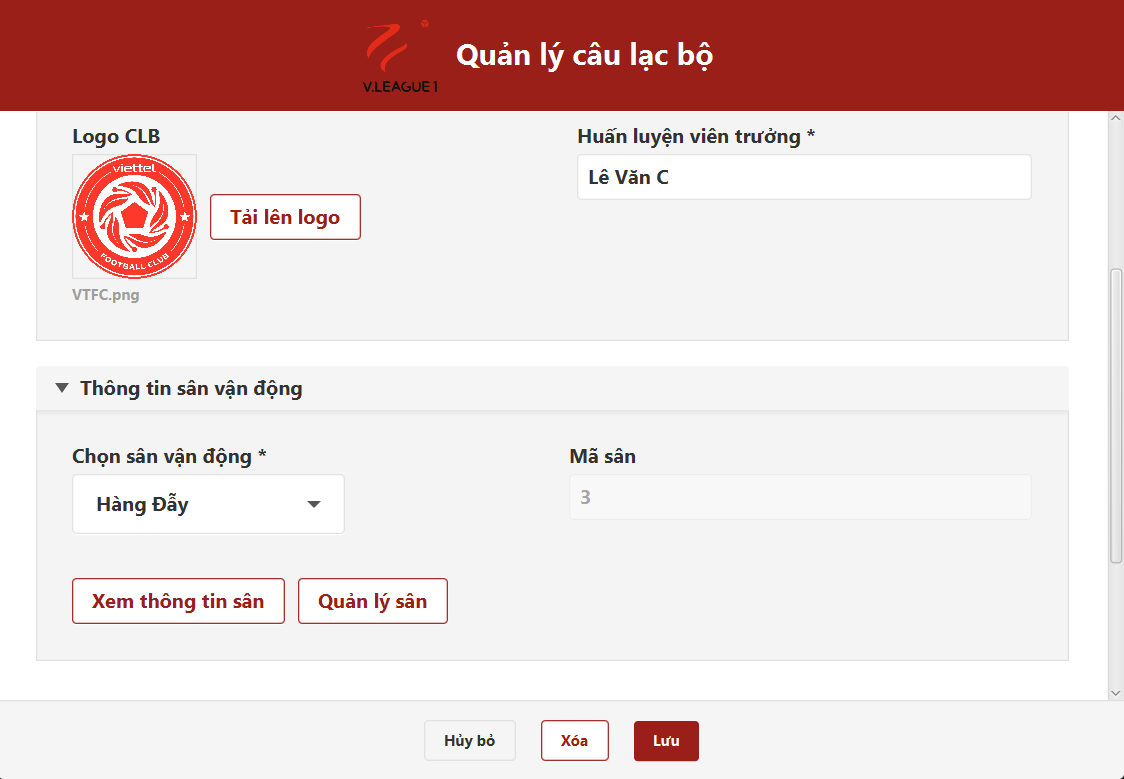 V.LEAGUE 1
Quản lý câu lạc bộ
Logo CLB
viettel
FOOTBALL CLUB
Tải lên logo
VTFC.png
Huấn luyện viên trưởng *
Lê Văn C
Thông tin sân vận động
Chọn sân vận động *
Hàng Đẫy
Mã sân
3
Xem thông tin sân
Quản lý sân
Hủy bỏ
Xóa
Lưu